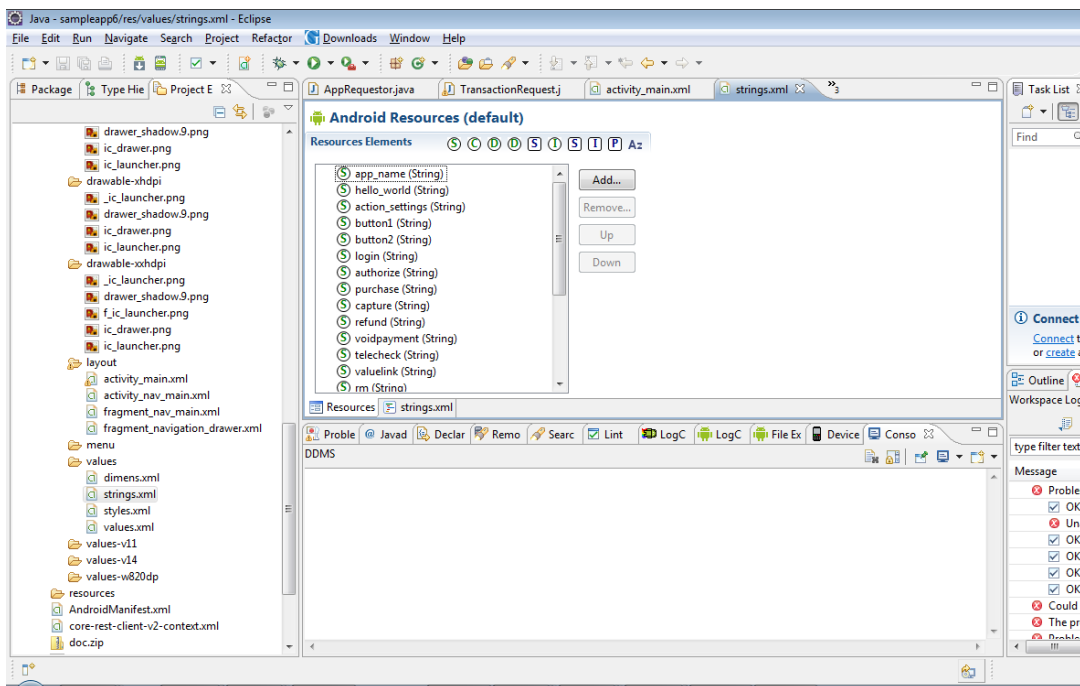 Java - sampleapp6/res/values/strings.xml - Eclipse
File Edit Run Navigate Search Project Refactor Downloads Window Help
Package Type Hie Project E
drawer_shadow.9.png
ic_drawer.png
ic_launcher.png
drawable-xhdpi
_ic_launcher.png
drawer_shadow.9.png
ic_drawer.png
ic_launcher.png
drawable-xxhdpi
_ic_launcher.png
drawer_shadow.9.png
f_ic_launcher.png
ic_drawer.png
ic_launcher.png
layout
activity_main.xml
activity_nav_main.xml
fragment_nav_main.xml
fragment_navigation_drawer.xml
menu
values
dimens.xml
strings.xml
styles.xml
values.xml
values-v11
values-v14
values-w820dp
resources
AndroidManifest.xml
core-rest-client-v2-context.xml
doc.zip
AppRequestor.java TransactionRequest.j activity_main.xml strings.xml 3
Android Resources (default)
Resources Elements S C D D S I S I P Az
S app_name (String)
S hello_world (String)
S action_settings (String)
S button1 (String)
S button2 (String)
S login (String)
S authorize (String)
S purchase (String)
S capture (String)
S refund (String)
S voidpayment (String)
S telecheck (String)
S valuelink (String)
S rm (String)
Add...
Remove...
Up
Down
Resources strings.xml
Proble @ Javad Declar Remo Searc Lint LogC LogC File Ex Device Conso
DDMS
Task List
Find
Connect
Connect t
or create a
Outline
Workspace Log
type filter text
Message
Proble
OK
Un
OK
OK
OK
OK
Could
The pr
Proble